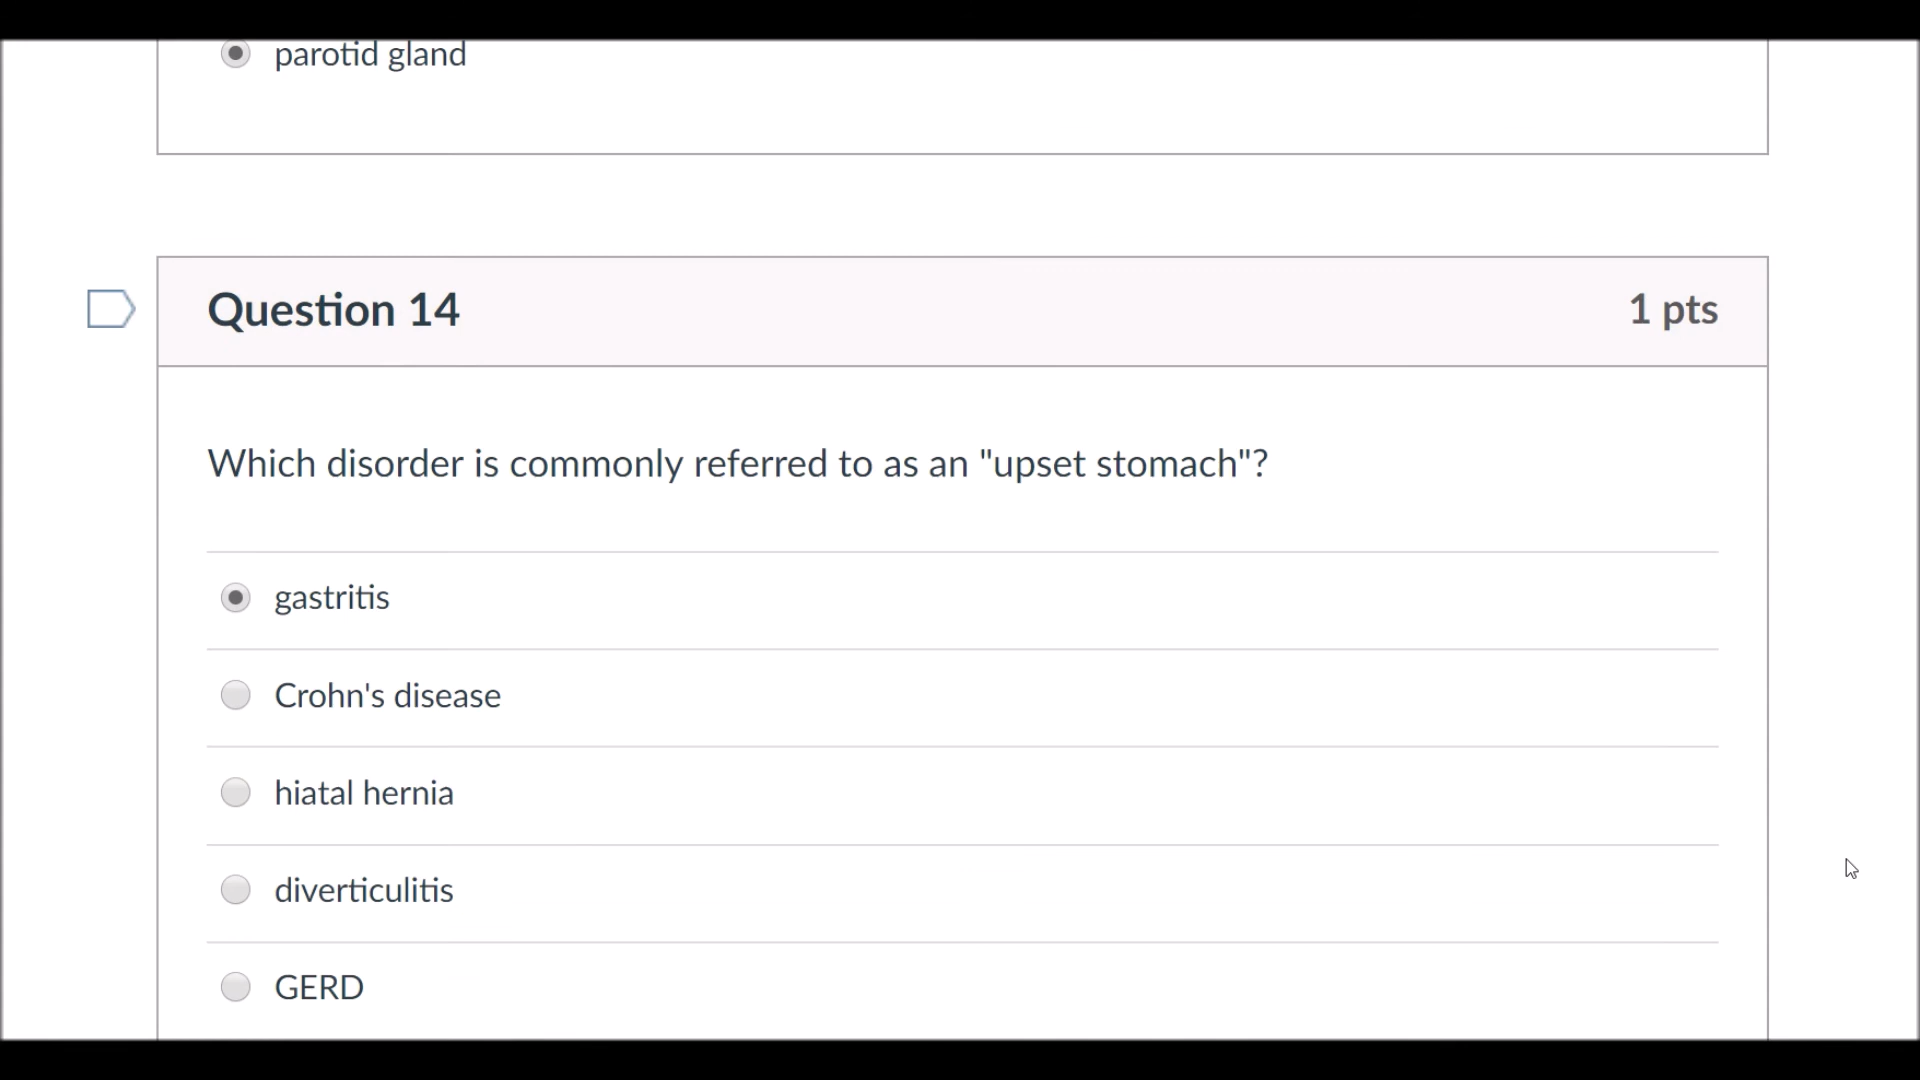 parotid gland
Question 14
1 pts
Which disorder is commonly referred to as an "upset stomach"?
gastritis
Crohn's disease
hiatal hernia
diverticulitis
GERD